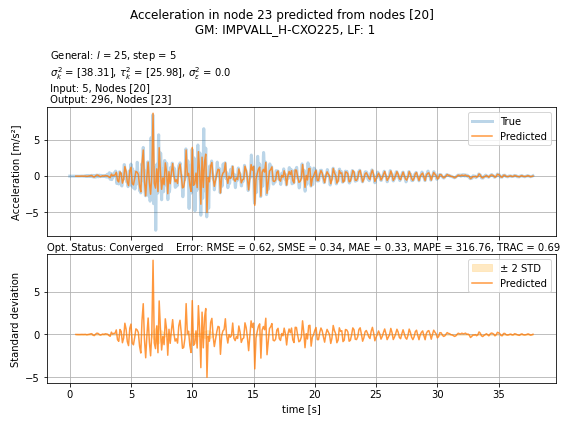 Acceleration in node 23 predicted from nodes [20]
GM: IMPVALL_H-CXO225, LF: 1
General: l = 25, step = 5
σ²ₖ = [38.31], τ²ₖ = [25.98], σ²ₑ = 0.0
Input: 5, Nodes [20]
Output: 296, Nodes [23]
True
Predicted
Acceleration [m/s²]
5
0
−5
Opt. Status: Converged Error: RMSE = 0.62, SMSE = 0.34, MAE = 0.33, MAPE = 316.76, TRAC = 0.69
± 2 STD
Predicted
Standard deviation
5
0
−5
0 5 10 15 20 25 30 35
time [s]